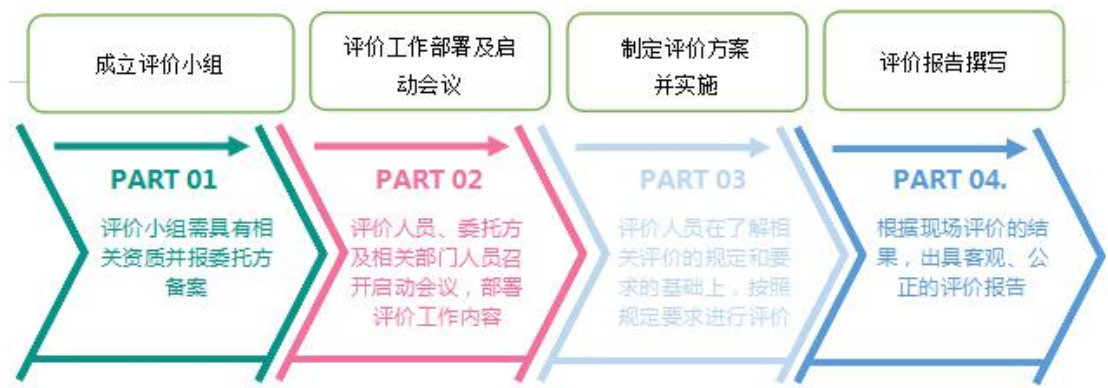 成立评价小组
评价工作部署及启
动会议
制定评价方案
并实施
评价报告撰写
PART 01
评价小组需具有相
关资质并报委托方
备案
PART 02
评价人员、委托方
及相关部门人员召
开启动会议，部署
评价工作内容
PART 03
评价人员在了解相
关评价的规定和要
求的基础上，按照
规定要求进行评价
PART 04.
根据现场评价的结
果，出具客观、公
正的评价报告